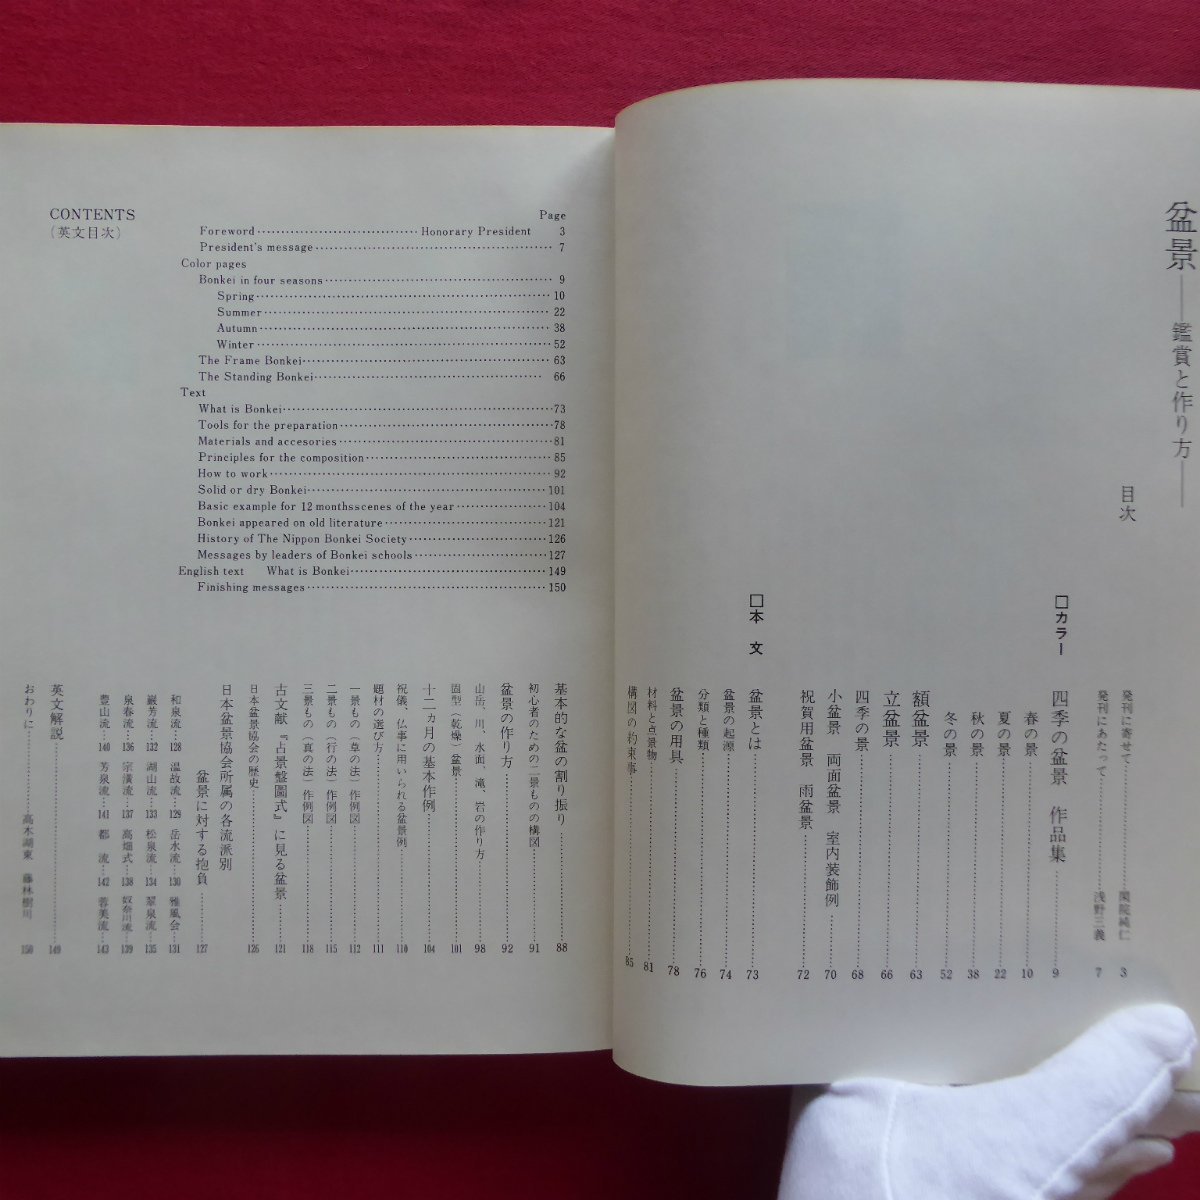 盆景——鑑賞と作り方——
目次
発刊に寄せて 閑院純仁 3
発刊にあたって 浅野三義 7
□カラー
四季の盆景 作品集 9
春の景 10
夏の景 22
秋の景 38
冬の景 52
額盆景 63
立盆景 66
四季の景 68
小盆景 両面盆景 室内装飾例 70
祝賀用盆景 雨盆景 72
□本 文
盆景とは 73
盆景の起源 74
分類と種類 76
盆景の用具 78
材料と点景物 81
構図の約束事 85
CONTENTS
(英文目次)
Page
Foreword Honorary President 3
President's message 7
Color pages
Bonkei in four seasons 9
Spring 10
Summer 22
Autumn 38
Winter 52
The Frame Bonkei 63
The Standing Bonkei 66
Text
What is Bonkei 73
Tools for the preparation 78
Materials and accesories 81
Principles for the composition 85
How to work 92
Solid or dry Bonkei 101
Basic example for 12 monthsscenes of the year 104
Bonkei appeared on old literature 121
History of The Nippon Bonkei Society 126
Messages by leaders of Bonkei schools 127
English text What is Bonkei 149
Finishing messages 150
基本的な盆の割り振り 88
初心者のための二景ものの構図 91
盆景の作り方 92
山岳、川、水面、滝、岩の作り方 98
固型(乾燥)盆景 101
十二ヵ月の基本作例 104
祝儀、仏事に用いられる盆景例 110
題材の選び方 111
一景もの(草の法)作例図 112
二景もの(行の法)作例図 115
三景もの(真の法)作例図 118
古文献『占景盤圖式』に見る盆景 121
日本盆景協会の歴史 126
日本盆景協会所属の各流派別
盆景に対する抱負 127
和泉流 128 温故流 129 岳水流 130 雅風会 131
巌芳流 132 湖山流 133 松泉流 134 翠泉流 135
泉春流 136 宗濱流 137 高畑式 138 奴奈川流 139
豊山流 140 芳泉流 141 都 流 142 蓉美流 143
英文解説 149
おわりに 高木湖東 藤林樹川 150